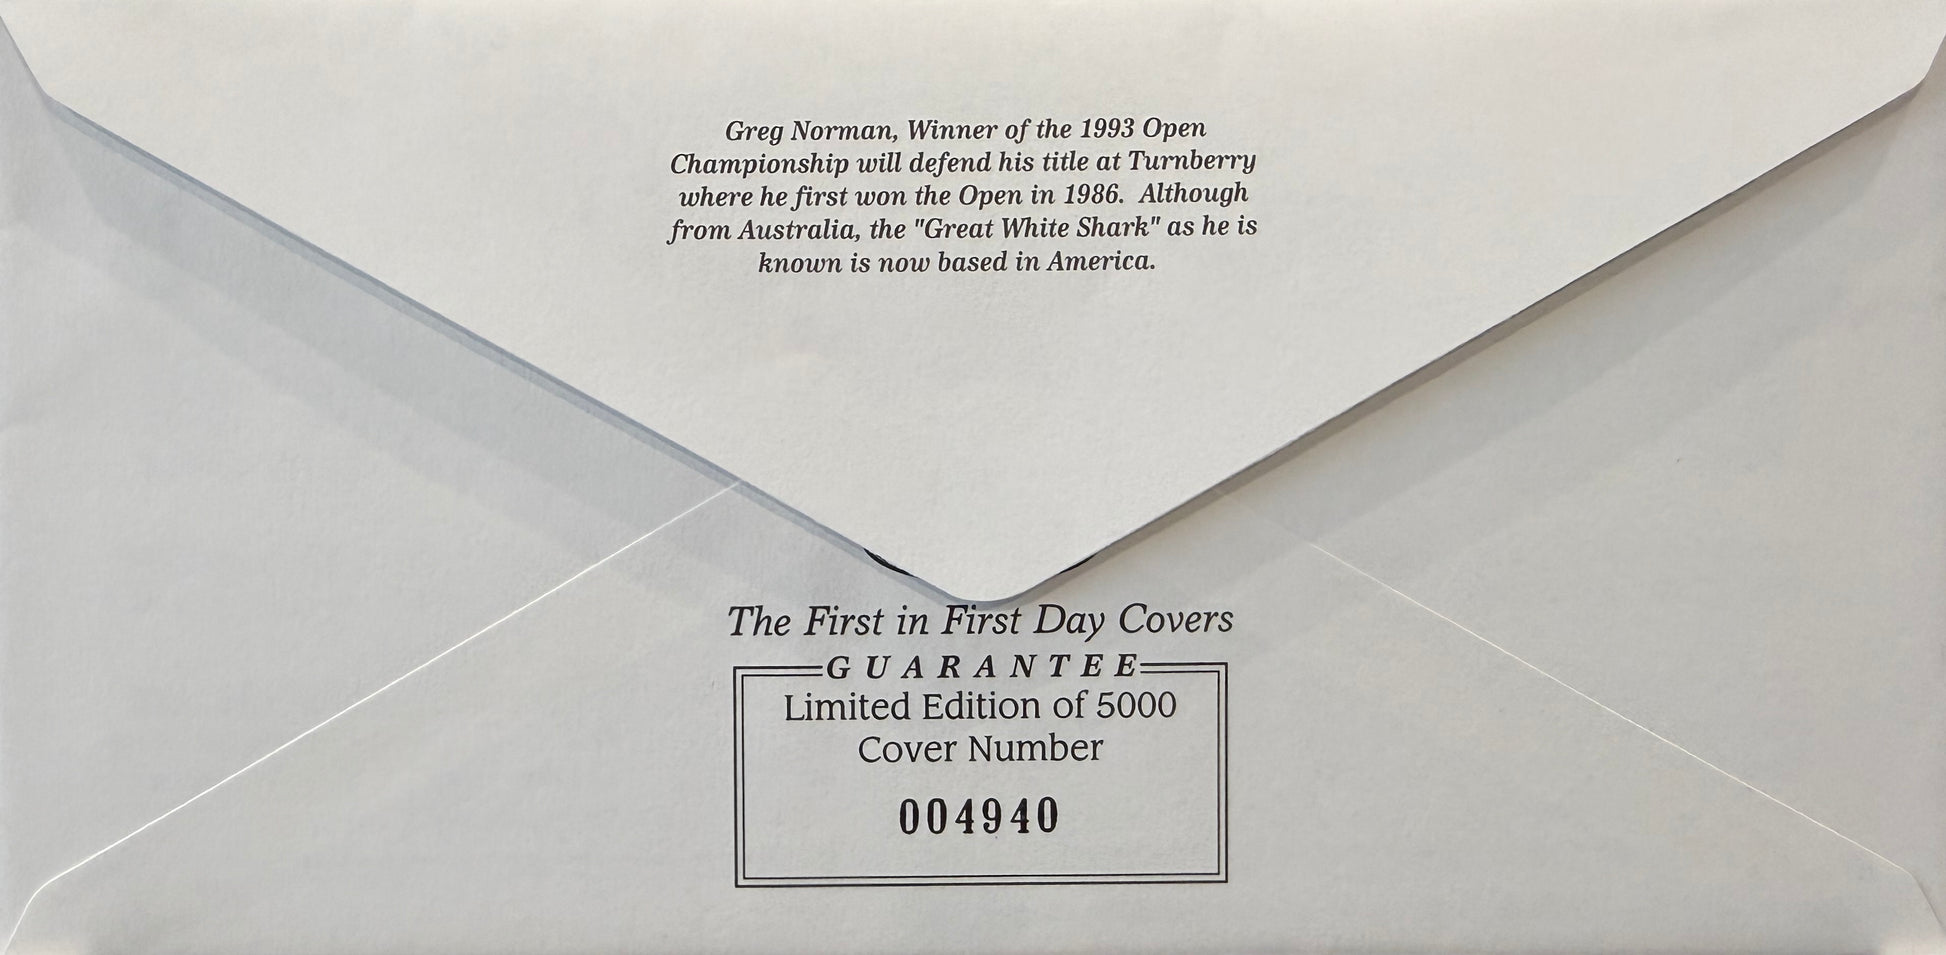 Greg Norman, Winner of the 1993 Open
Championship will defend his title at Turnberry
where he first won the Open in 1986. Although
from Australia, the "Great White Shark" as he is
known is now based in America.
The First in First Day Covers
GUARANTEE
Limited Edition of 5000
Cover Number
004940